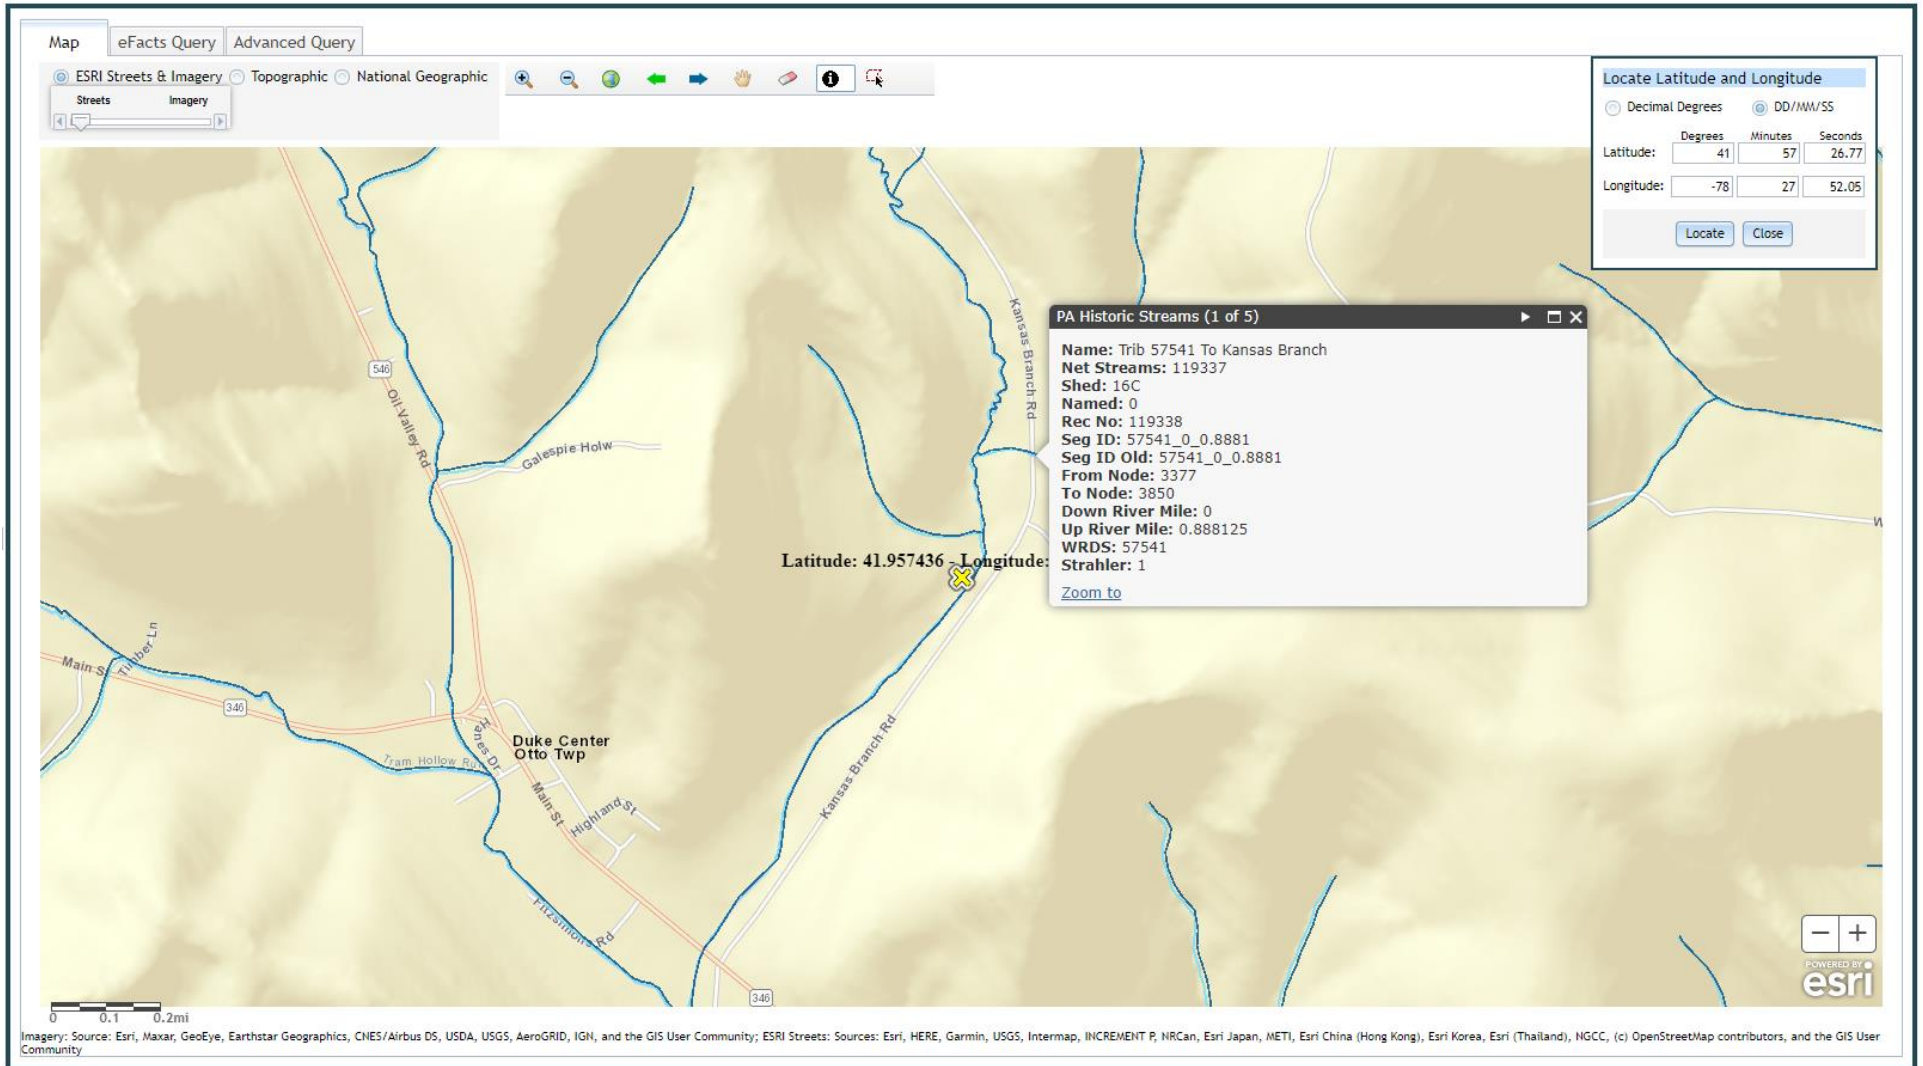 Map
eFacts Query
Advanced Query
ESRI Streets & Imagery
Topographic
National Geographic
Streets
Imagery
Locate Latitude and Longitude
Decimal Degrees
DD/MM/SS
Degrees Minutes Seconds
Latitude: 41 57 26.77
Longitude: -78 27 52.05
Locate
Close
Kansas Branch Rd
PA Historic Streams (1 of 5)
Name: Trib 57541 To Kansas Branch
Net Streams: 119337
Shed: 16C
Named: 0
Rec No: 119338
Seg ID: 57541_0_0.8881
Seg ID Old: 57541_0_0.8881
From Node: 3377
To Node: 3850
Down River Mile: 0
Up River Mile: 0.888125
WRDS: 57541
Strahler: 1
Zoom to
546
Oil Valley Rd
Galespie Holw
W
Latitude: 41.957436 - Longitude:
Timber Ln
Main S
346
Hanes Dr
Duke Center
Otto Twp
Tram Hollow Ru
Main St
Highland St
Kansas Branch Rd
Fitzsimons Rd
346
POWERED BY
esri
0 0.1 0.2mi
Imagery: Source: Esri, Maxar, GeoEye, Earthstar Geographics, CNES/Airbus DS, USDA, USGS, AeroGRID, IGN, and the GIS User Community; ESRI Streets: Sources: Esri, HERE, Garmin, USGS, Intermap, INCREMENT P, NRCan, Esri Japan, METI, Esri China (Hong Kong), Esri Korea, Esri (Thailand), NGCC, (c) OpenStreetMap contributors, and the GIS User
Community